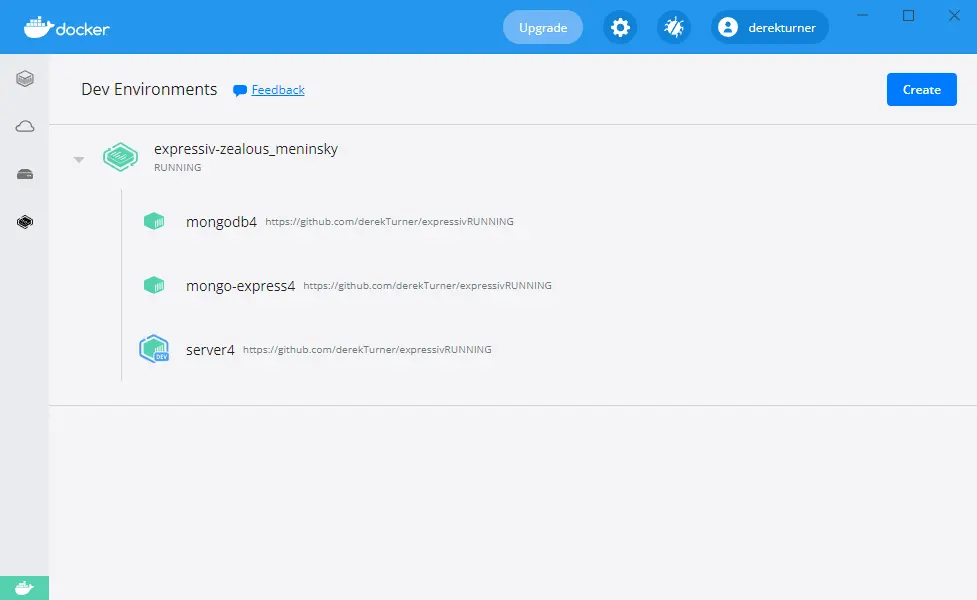 docker
Upgrade
derekturner
Dev Environments Feedback
Create
expressiv-zealous_meninsky
RUNNING
mongodb4 https://github.com/derekTurner/expressivRUNNING
mongo-express4 https://github.com/derekTurner/expressivRUNNING
server4 https://github.com/derekTurner/expressivRUNNING
DEV